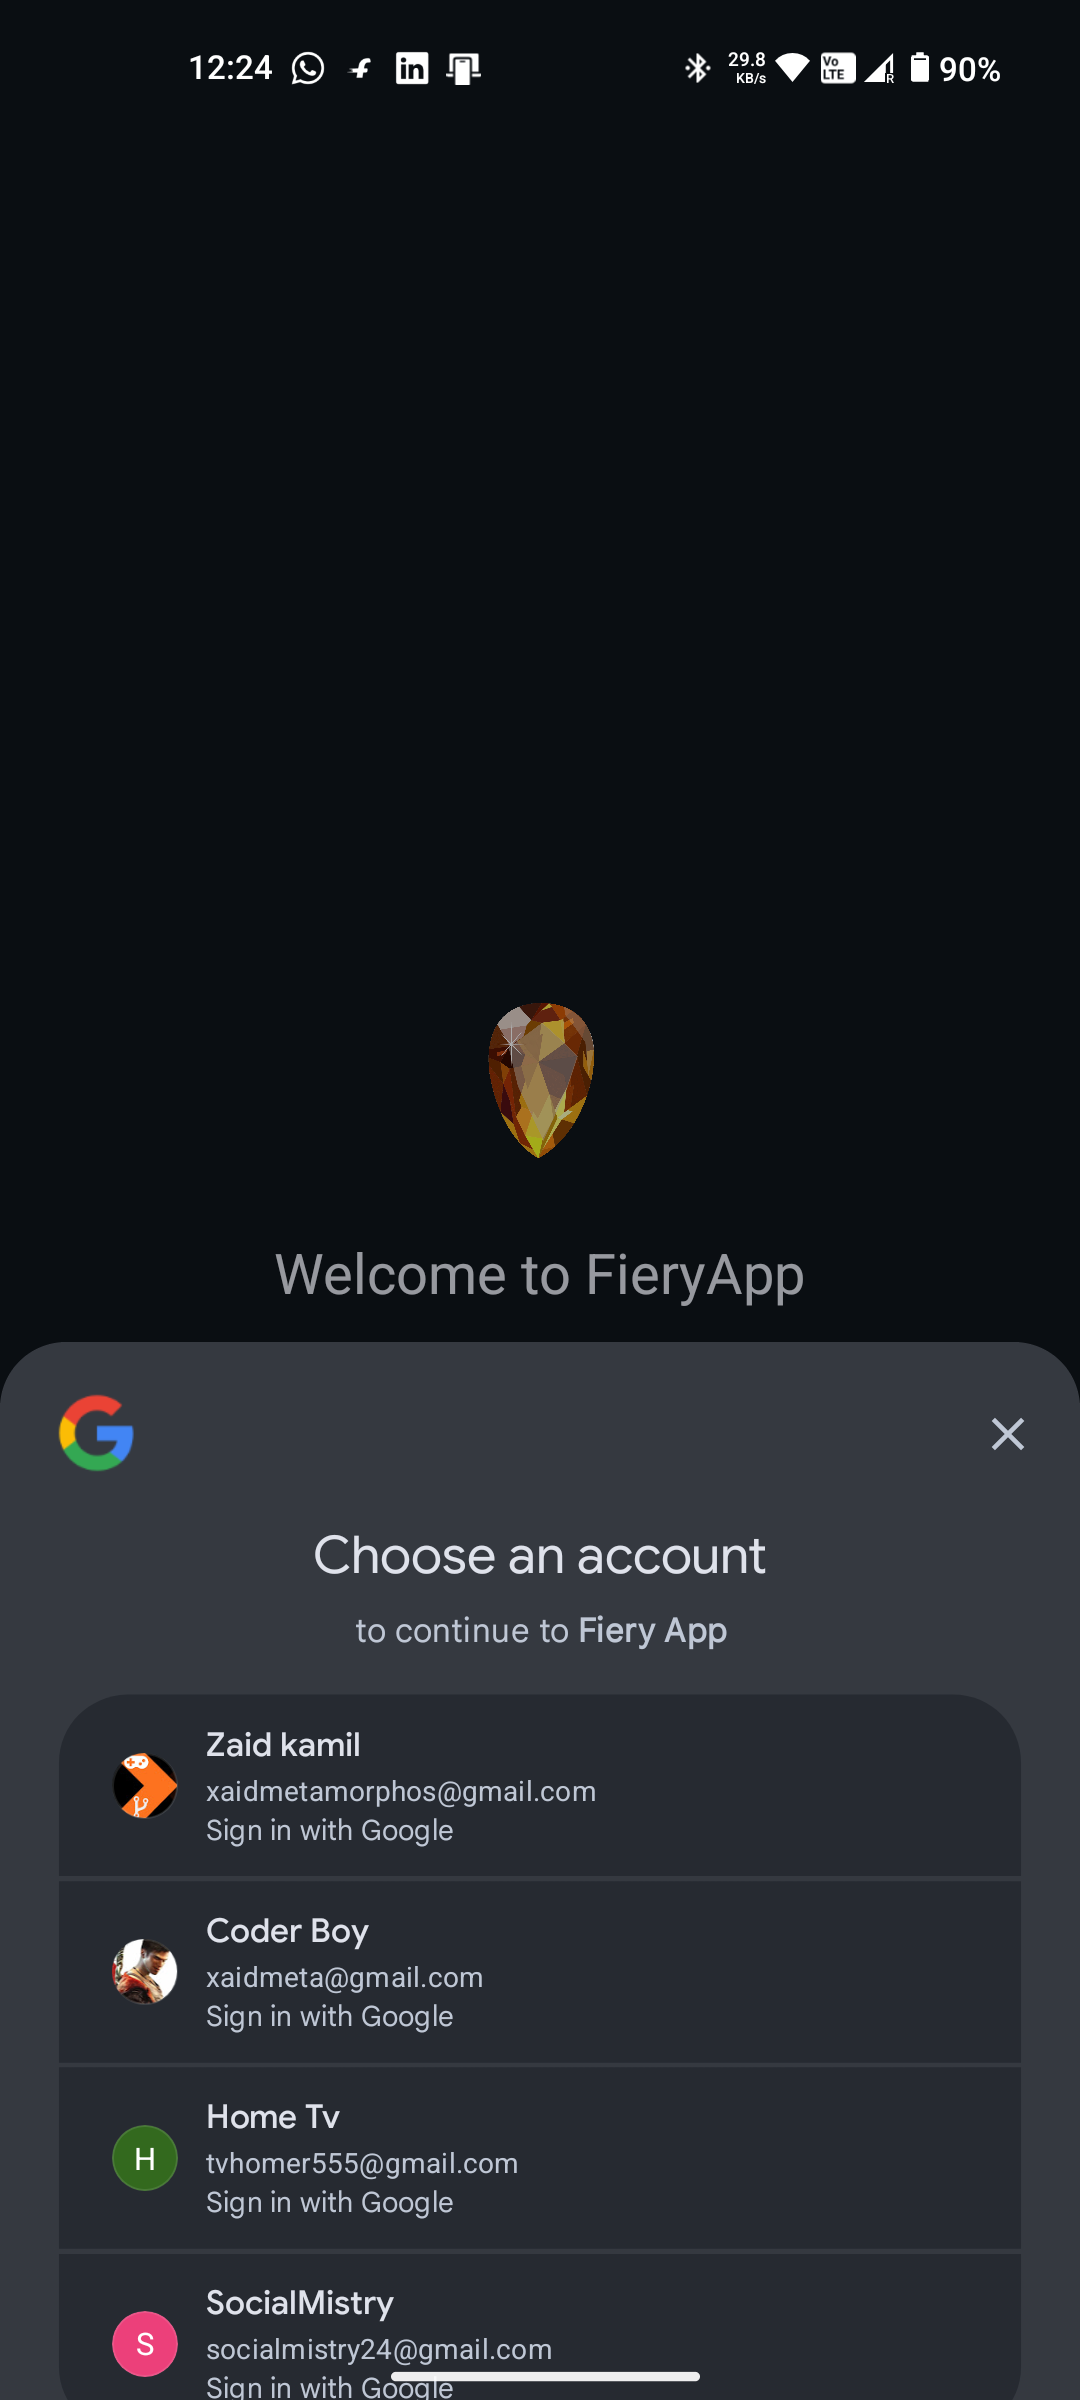 12:24
29.8
KB/s
Vo
LTE
R
90%
Welcome to FieryApp
Choose an account
to continue to Fiery App
Zaid kamil
xaidmetamorphos@gmail.com
Sign in with Google
Coder Boy
xaidmeta@gmail.com
Sign in with Google
H
Home Tv
tvhomer555@gmail.com
Sign in with Google
S
SocialMistry
socialmistry24@gmail.com
Sign in with Google